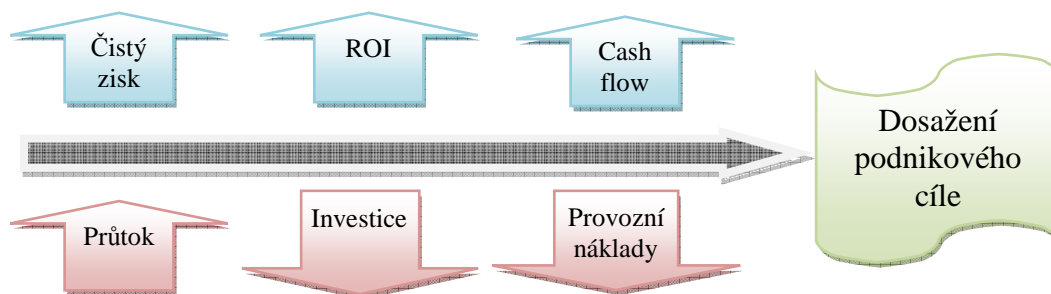 Čistý
zisk
ROI
Cash
flow
Dosažení
podnikového
cíle
Průtok
Investice
Provozní
náklady